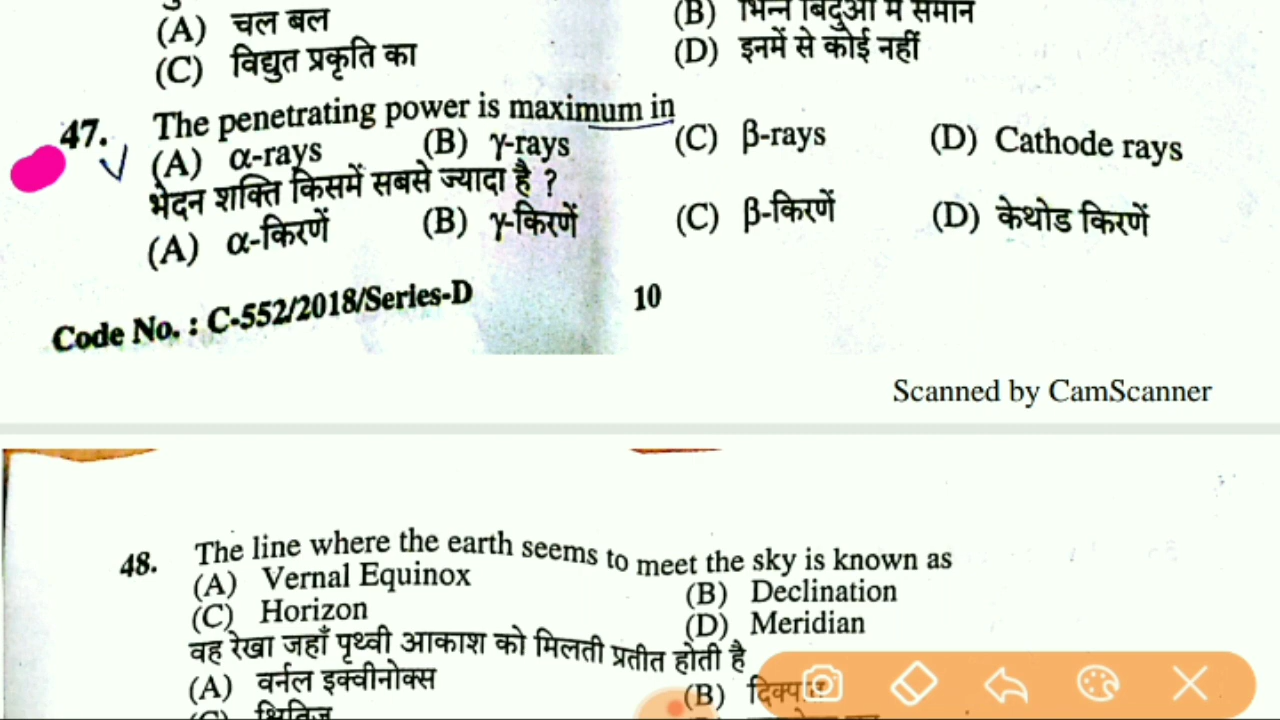 (A) चल बल (B) भिन्न बिंदुओं में समान
(C) विद्युत प्रकृति का (D) इनमें से कोई नहीं
47. The penetrating power is maximum in
(A) α-rays (B) γ-rays (C) β-rays (D) Cathode rays
भेदन शक्ति किसमें सबसे ज्यादा है ?
(A) α-किरणें (B) γ-किरणें (C) β-किरणें (D) केथोड किरणें
Code No. : C-552/2018/Series-D 10
Scanned by CamScanner
48. The line where the earth seems to meet the sky is known as
(A) Vernal Equinox (B) Declination
(C) Horizon (D) Meridian
वह रेखा जहाँ पृथ्वी आकाश को मिलती प्रतीत होती है
(A) वर्नल इक्वीनोक्स (B)
(C) क्षितिज